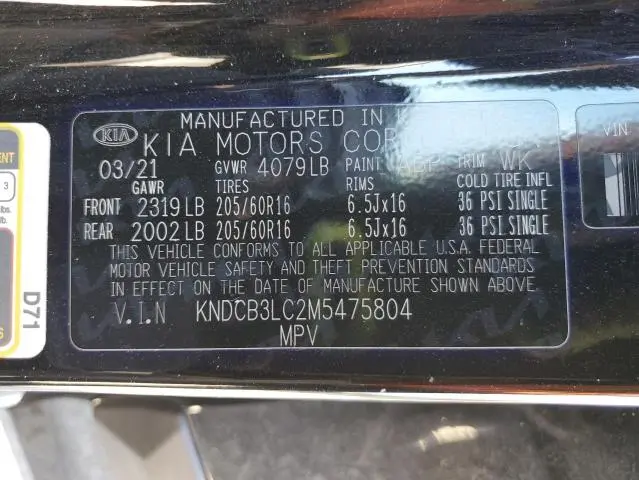 MANUFACTURED IN
KIA KIA MOTORS
03/21 GVWR 4079LB PAINT TRIM WK
GAWR TIRES RIMS COLD TIRE INFL
FRONT 2319LB 205/60R16 6.5Jx16 36 PSI SINGLE
REAR 2002LB 205/60R16 6.5Jx16 36 PSI SINGLE
THIS VEHICLE CONFORMS TO ALL APPLICABLE U.S.A. FEDERAL
MOTOR VEHICLE SAFETY AND THEFT PREVENTION STANDARDS
IN EFFECT ON THE DATE OF MANUFACTURE SHOWN ABOVE.
V.I.N KNDCB3LC2M5475804
MPV
VIN
3
lbs.
D71